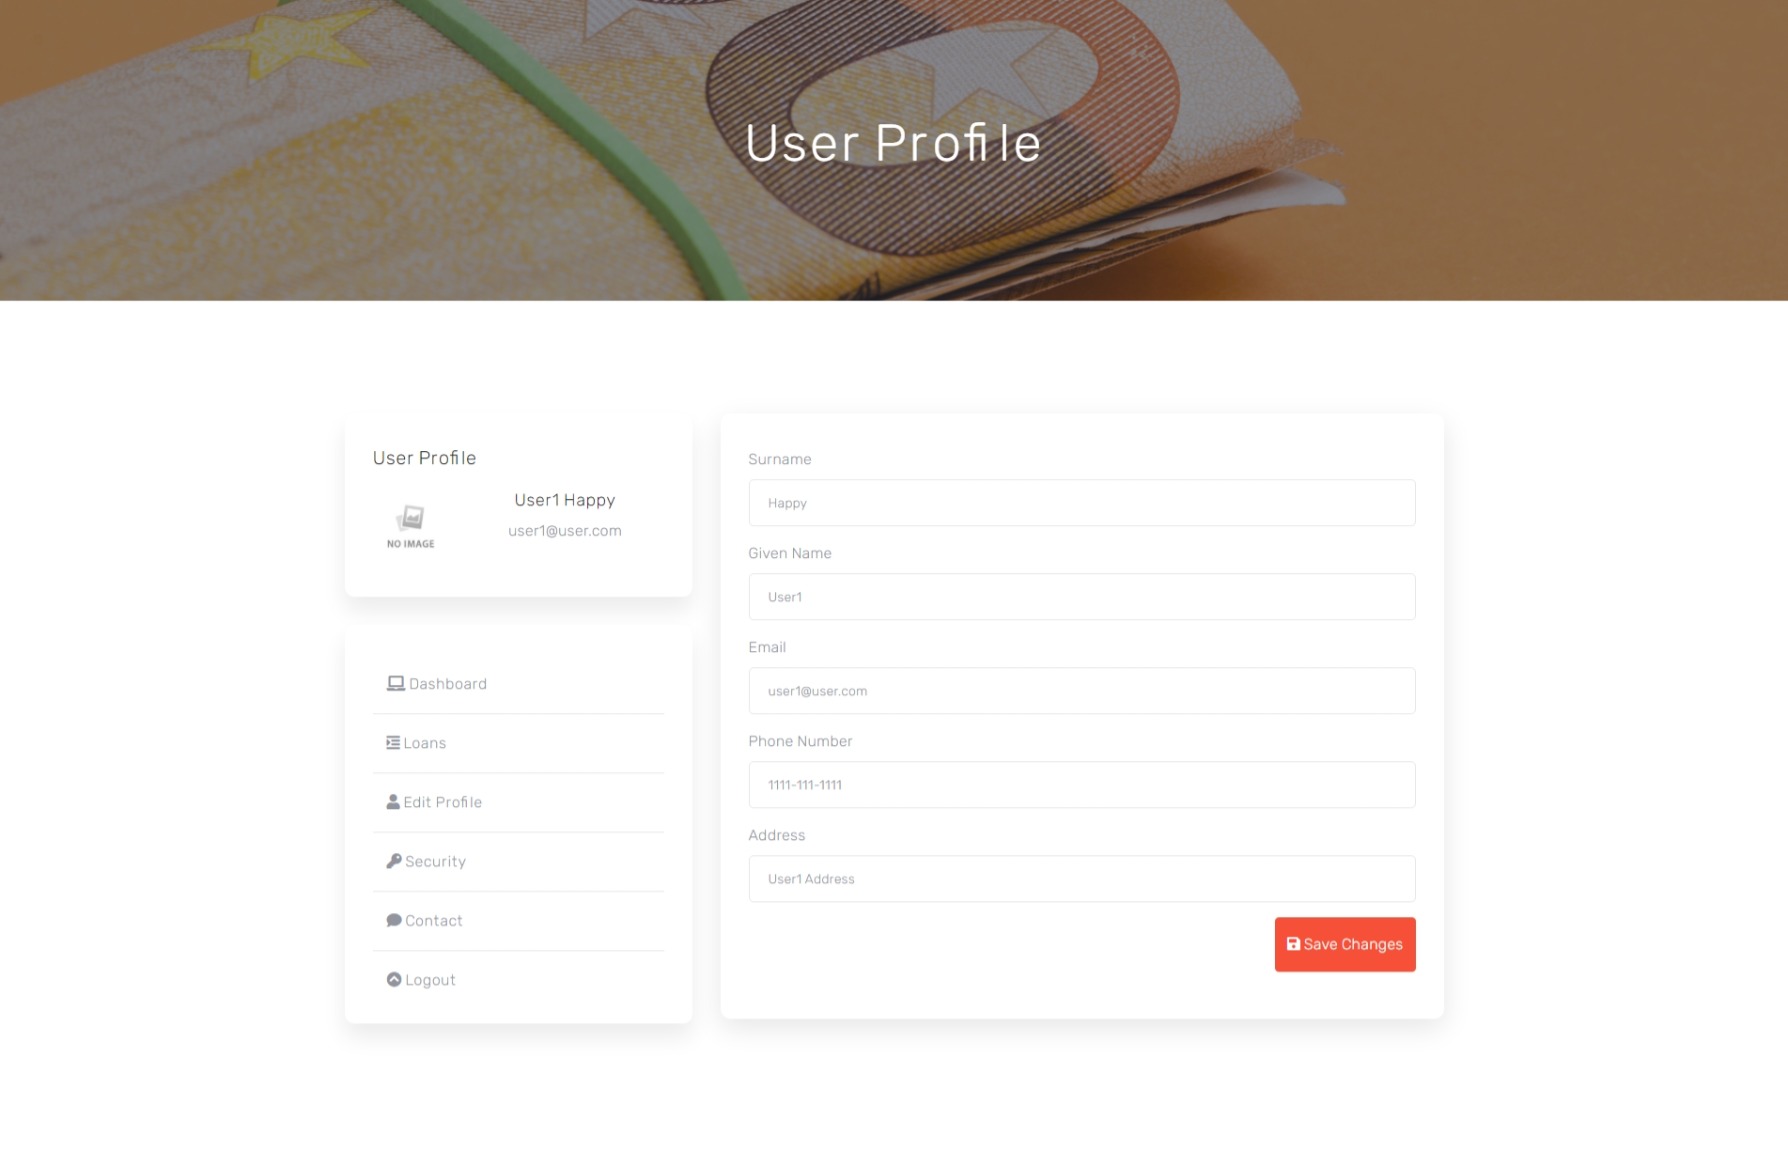 User Profile
User Profile
NO IMAGE
User1 Happy
user1@user.com
Dashboard
Loans
Edit Profile
Security
Contact
Logout
Surname
Happy
Given Name
User1
Email
user1@user.com
Phone Number
1111-111-1111
Address
User1 Address
Save Changes